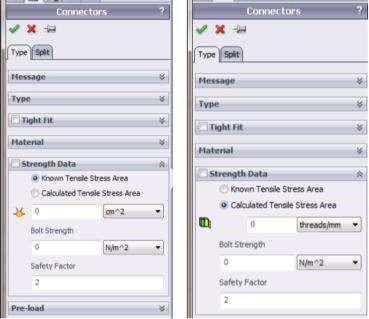 Connectors ?
Type Split
Message
Type
Tight Fit
Material
Strength Data
Known Tensile Stress Area
Calculated Tensile Stress Area
0 cm^2
Bolt Strength
0 N/m^2
Safety Factor
2
Pre-load
Connectors ?
Type Split
Message
Type
Tight Fit
Material
Strength Data
Known Tensile Stress Area
Calculated Tensile Stress Area
0 threads/mm
Bolt Strength
0 N/m^2
Safety Factor
2